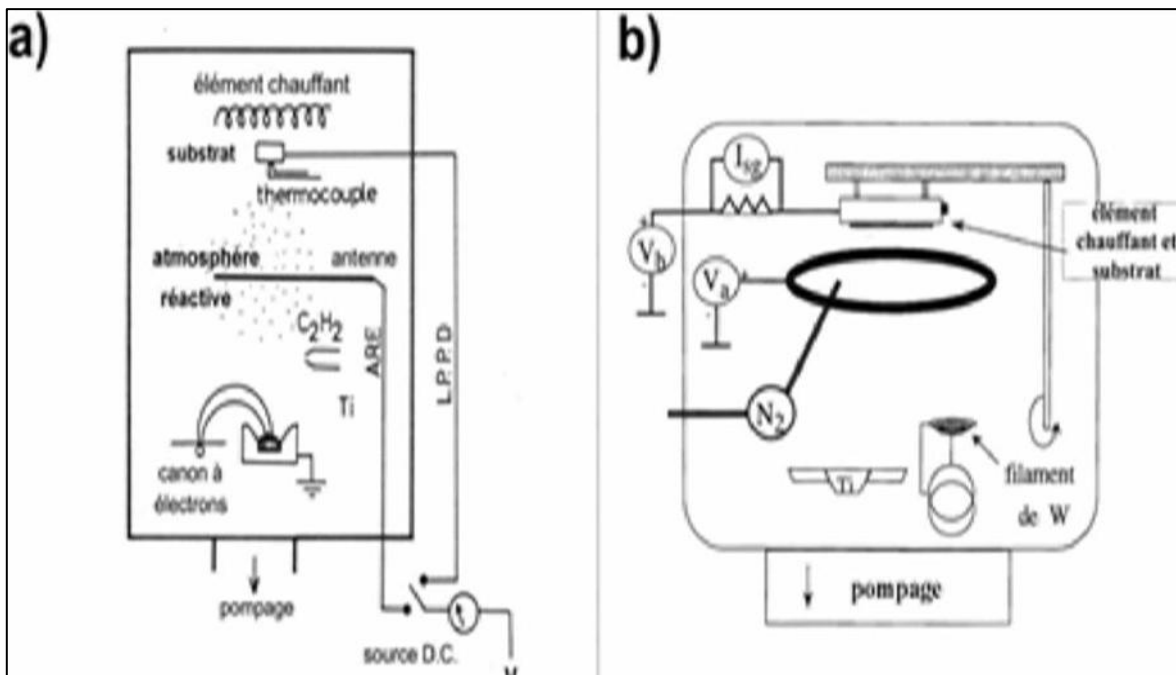 a)
élément chauffant
substrat
thermocouple
atmosphère
antenne
réactive
C2H2
A.R.E
L.P.P.D
Ti
canon à
électrons
pompage
source D.C.
b)
Isg
Vb
Va
élément
chauffant et
substrat
N2
Ti
filament
de W
pompage